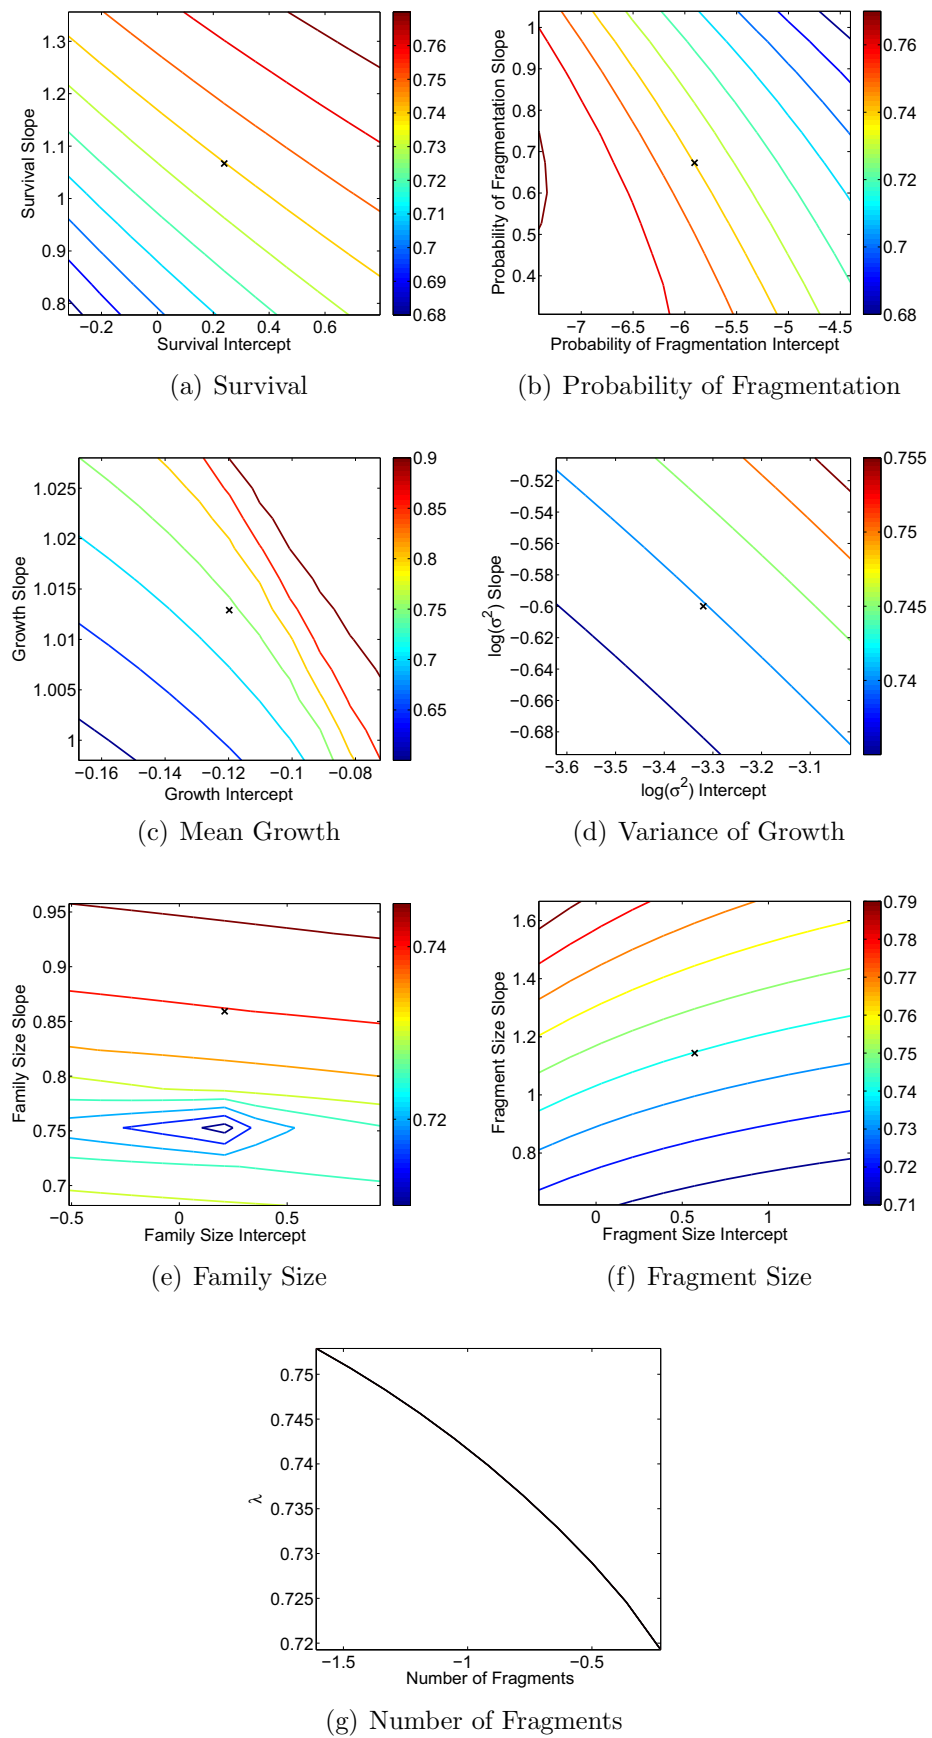 1.3
1.2
1.1
1
0.9
0.8
Survival Slope
−0.2 0 0.2 0.4 0.6
Survival Intercept
0.76
0.75
0.74
0.73
0.72
0.71
0.7
0.69
0.68
(a) Survival
1
0.9
0.8
0.7
0.6
0.5
0.4
Probability of Fragmentation Slope
−7 −6.5 −6 −5.5 −5 −4.5
Probability of Fragmentation Intercept
0.76
0.74
0.72
0.7
0.68
(b) Probability of Fragmentation
1.025
1.02
1.015
1.01
1.005
1
Growth Slope
−0.16 −0.14 −0.12 −0.1 −0.08
Growth Intercept
0.9
0.85
0.8
0.75
0.7
0.65
(c) Mean Growth
−0.52
−0.54
−0.56
−0.58
−0.6
−0.62
−0.64
−0.66
−0.68
log(σ²) Slope
−3.6 −3.5 −3.4 −3.3 −3.2 −3.1
log(σ²) Intercept
0.755
0.75
0.745
0.74
(d) Variance of Growth
0.95
0.9
0.85
0.8
0.75
0.7
Family Size Slope
−0.5 0 0.5
Family Size Intercept
0.74
0.72
(e) Family Size
1.6
1.4
1.2
1
0.8
Fragment Size Slope
0 0.5 1
Fragment Size Intercept
0.79
0.78
0.77
0.76
0.75
0.74
0.73
0.72
0.71
(f) Fragment Size
0.75
0.745
0.74
0.735
0.73
0.725
0.72
λ
−1.5 −1 −0.5
Number of Fragments
(g) Number of Fragments